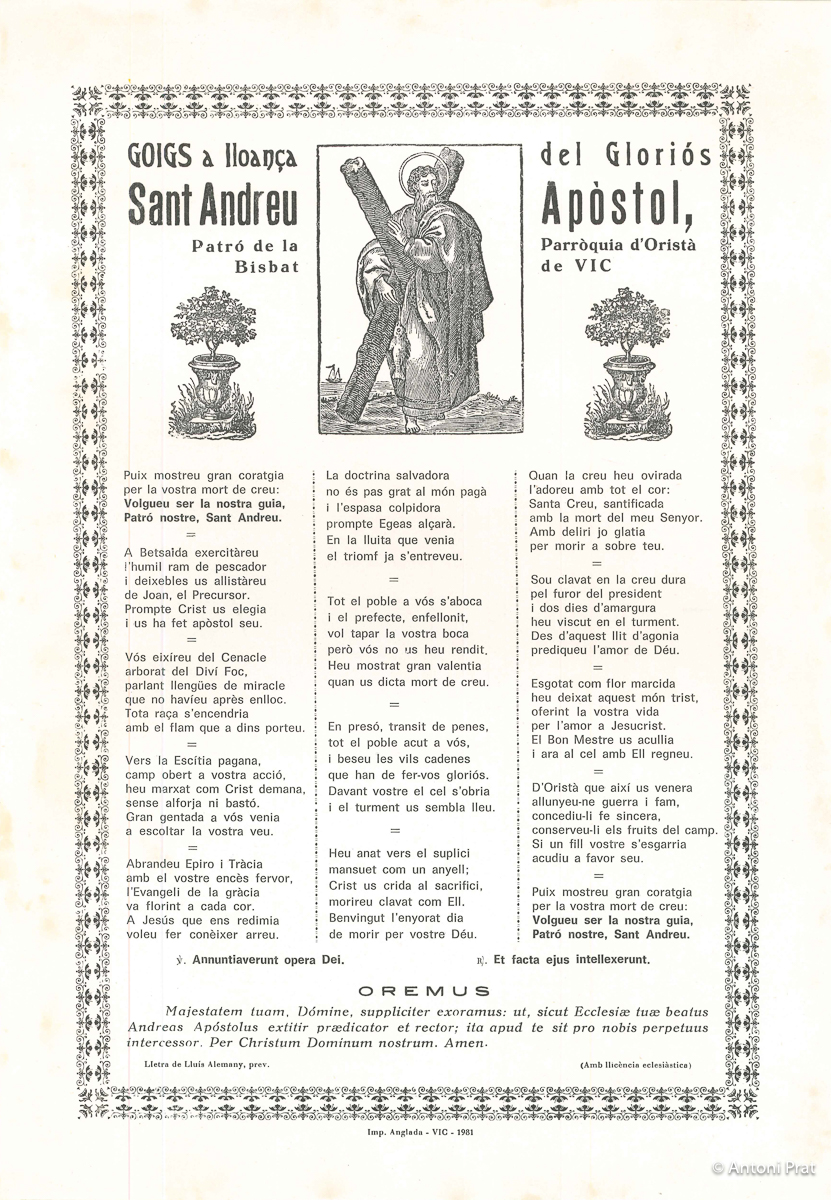 GOIGS a lloança del Gloriós
Sant Andreu Apòstol,
Patró de la Parròquia d'Oristà
Bisbat de VIC
Puix mostreu gran coratgia
per la vostra mort de creu:
Volgueu ser la nostra guia,
Patró nostre, Sant Andreu.
=
A Betsaida exercitàreu
l'humil ram de pescador
i deixebles us allistàreu
de Joan, el Precursor.
Prompte Crist us elegia
i us ha fet apòstol seu.
=
Vós eixíreu del Cenacle
arborat del Diví Foc,
parlant llengües de miracle
que no havíeu après enlloc.
Tota raça s'encendria
amb el flam que a dins porteu.
=
Vers la Escítia pagana,
camp obert a vostra acció,
heu marxat com Crist demana,
sense alforja ni bastó.
Gran gentada a vós venia
a escoltar la vostra veu.
=
Abrandeu Epiro i Tràcia
amb el vostre encès fervor,
l'Evangeli de la gràcia
va florint a cada cor.
A Jesús que ens redimia
voleu fer conèixer arreu.
La doctrina salvadora
no és pas grat al món pagà
i l'espasa colpidora
prompte Egeas alçarà.
En la lluita que venia
el triomf ja s'entreveu.
=
Tot el poble a vós s'aboca
i el prefecte, enfellonit,
vol tapar la vostra boca
però vós no us heu rendit.
Heu mostrat gran valentia
quan us dicta mort de creu.
=
En presó, transit de penes,
tot el poble acut a vós,
i beseu les vils cadenes
que han de fer-vos gloriós.
Davant vostre el cel s'obria
i el turment us sembla lleu.
=
Heu anat vers el suplici
mansuet com un anyell;
Crist us crida al sacrifici,
morireu clavat com Ell.
Benvingut l'enyorat dia
de morir per vostre Déu.
Quan la creu heu ovirada
l'adoreu amb tot el cor:
Santa Creu, santificada
amb la mort del meu Senyor.
Amb deliri jo glatia
per morir a sobre teu.
=
Sou clavat en la creu dura
pel furor del president
i dos dies d'amargura
heu viscut en el turment.
Des d'aquest llit d'agonia
prediqueu l'amor de Déu.
=
Esgotat com flor marcida
heu deixat aquest món trist,
oferint la vostra vida
per l'amor a Jesucrist.
El Bon Mestre us acullia
i ara al cel amb Ell regneu.
=
D'Oristà que així us venera
allunyeu-ne guerra i fam,
concediu-li fe sincera,
conserveu-li els fruits del camp.
Si un fill vostre s'esgarria
acudiu a favor seu.
=
Puix mostreu gran coratgia
per la vostra mort de creu:
Volgueu ser la nostra guia,
Patró nostre, Sant Andreu.
℣. Annuntiaverunt opera Dei. ℟. Et facta ejus intellexerunt.
OREMUS
Majestatem tuam, Dómine, suppliciter exoramus: ut, sicut Ecclesiæ tuæ beatus
Andreas Apóstolus extitir prædicator et rector; ita apud te sit pro nobis perpetuus
intercessor. Per Christum Dominum nostrum. Amen.
Lletra de Lluís Alemany, prev. (Amb llicència eclesiàstica)
Imp. Anglada - VIC - 1981
© Antoni Prat